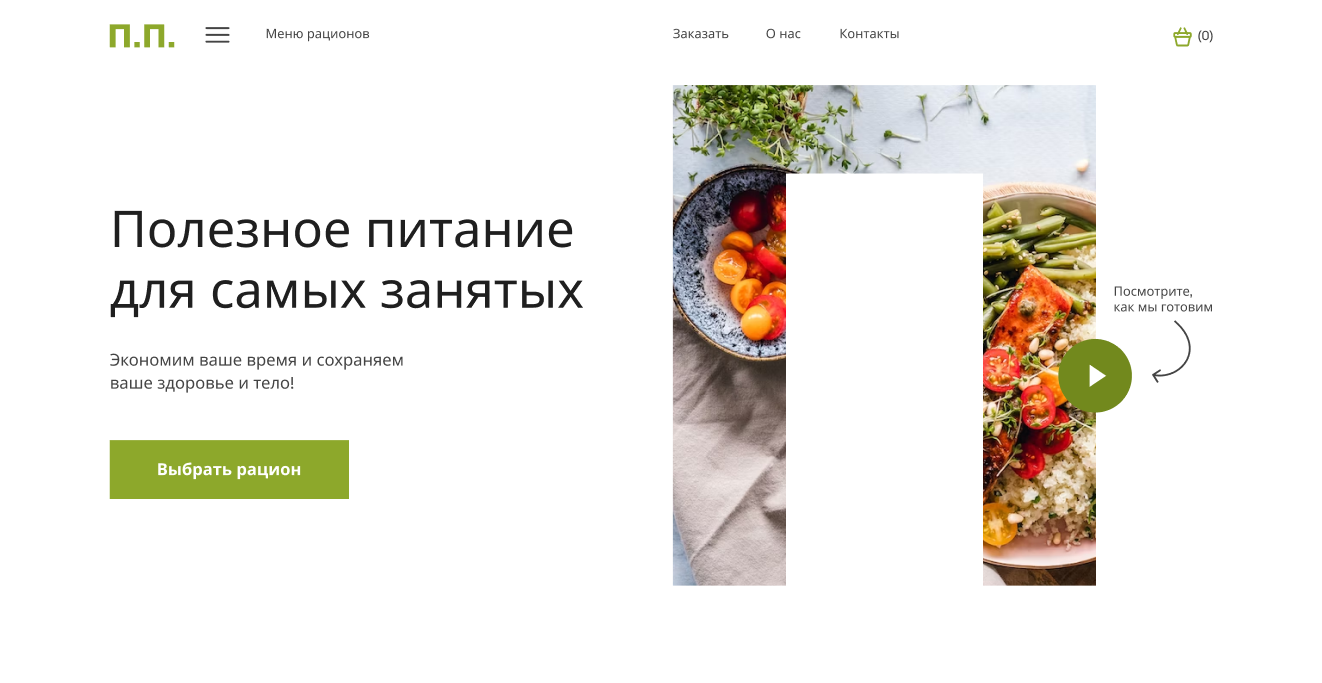 П.П.
Меню рационов
Заказать
О нас
Контакты
(0)
Полезное питание
для самых занятых
Экономим ваше время и сохраняем
ваше здоровье и тело!
Выбрать рацион
Посмотрите,
как мы готовим